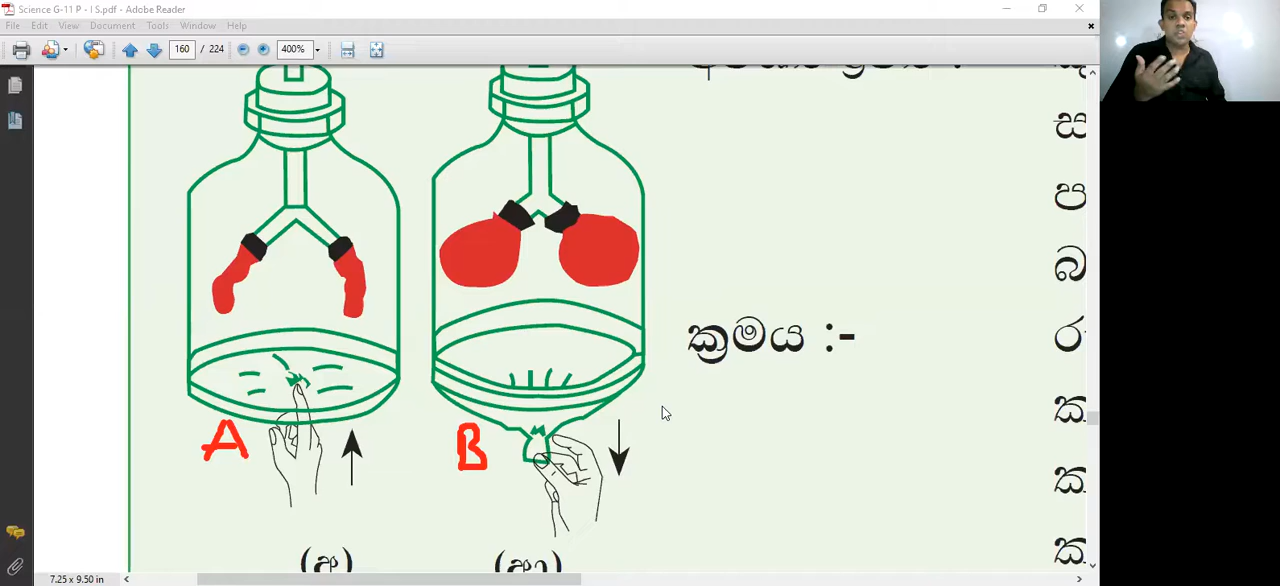 Science G-11 P - I S.pdf - Adobe Reader
File Edit View Document Tools Window Help
160 / 224 400%
ක්‍රමය :-
A
B
(අ) (ආ)
7.25 x 9.50 in